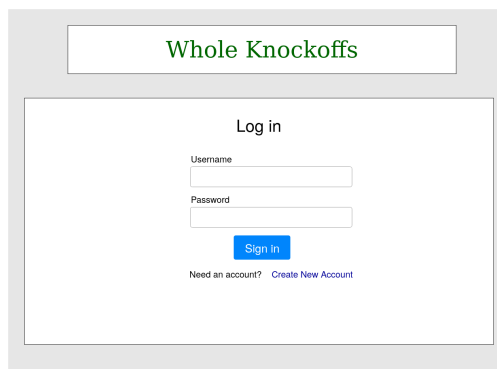 Whole Knockoffs
Log in
Username
Password
Sign in
Need an account? Create New Account